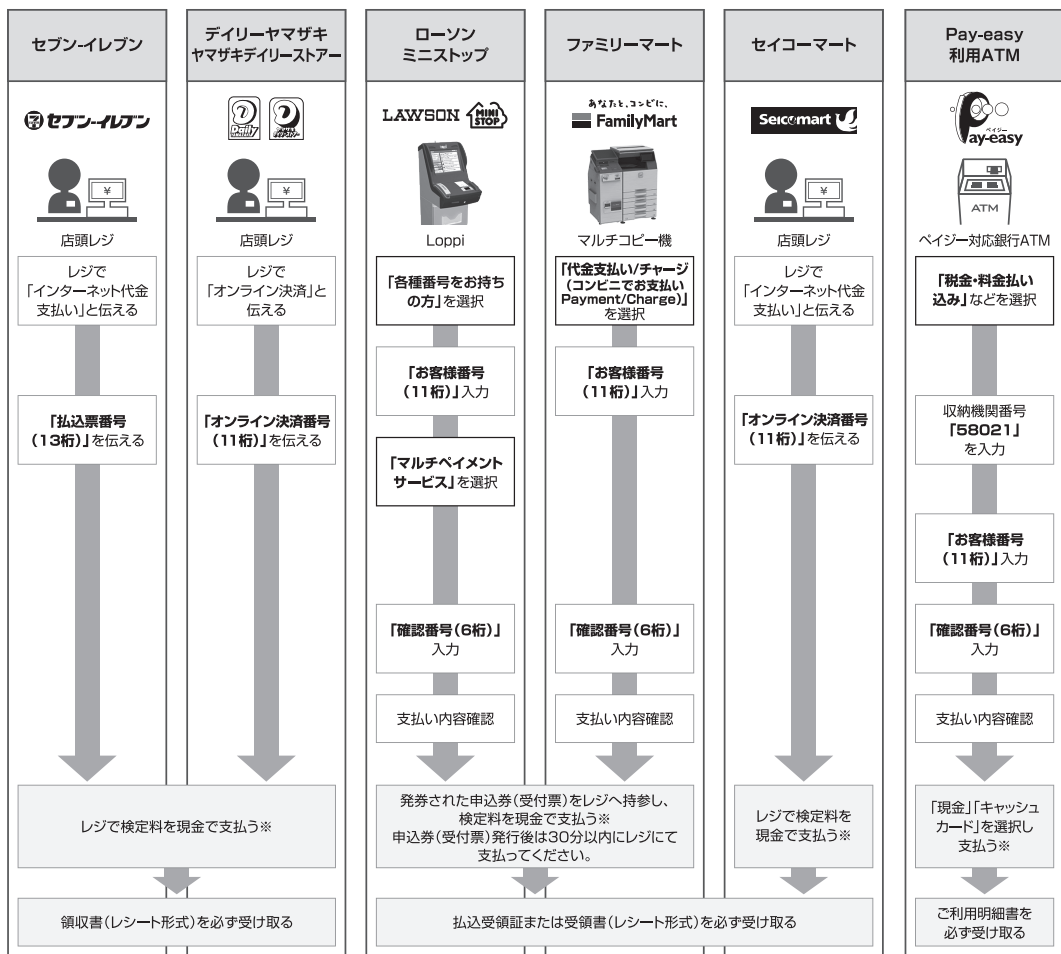 セブン-イレブン
デイリーヤマザキ
ヤマザキデイリーストアー
ローソン
ミニストップ
ファミリーマート
セイコーマート
Pay-easy
利用ATM
セブン-イレブン
Daily
LAWSON
MINI
STOP
あなたと、コンビに、
FamilyMart
Seicomart
ペイジー
Pay-easy
¥
¥
¥
ATM
店頭レジ
店頭レジ
Loppi
マルチコピー機
店頭レジ
ペイジー対応銀行ATM
レジで
「インターネット代金
支払い」と伝える
レジで
「オンライン決済」と
伝える
「各種番号をお持ち
の方」を選択
「代金支払い/チャージ
(コンビニでお支払い
Payment/Charge)」
を選択
レジで
「インターネット代金
支払い」と伝える
「税金・料金払い
込み」などを選択
「お客様番号
(11桁)」入力
「お客様番号
(11桁)」入力
「払込票番号
(13桁)」を伝える
「オンライン決済番号
(11桁)」を伝える
「マルチペイメント
サービス」を選択
「オンライン決済番号
(11桁)」を伝える
収納機関番号
「58021」
を入力
「お客様番号
(11桁)」入力
「確認番号(6桁)」
入力
「確認番号(6桁)」
入力
「確認番号(6桁)」
入力
支払い内容確認
支払い内容確認
支払い内容確認
レジで検定料を現金で支払う※
発券された申込券(受付票)をレジへ持参し、
検定料を現金で支払う※
申込券(受付票)発行後は30分以内にレジにて
支払ってください。
レジで検定料を
現金で支払う※
「現金」「キャッシュ
カード」を選択し
支払う※
領収書(レシート形式)を必ず受け取る
払込受領証または受領書(レシート形式)を必ず受け取る
ご利用明細書を
必ず受け取る